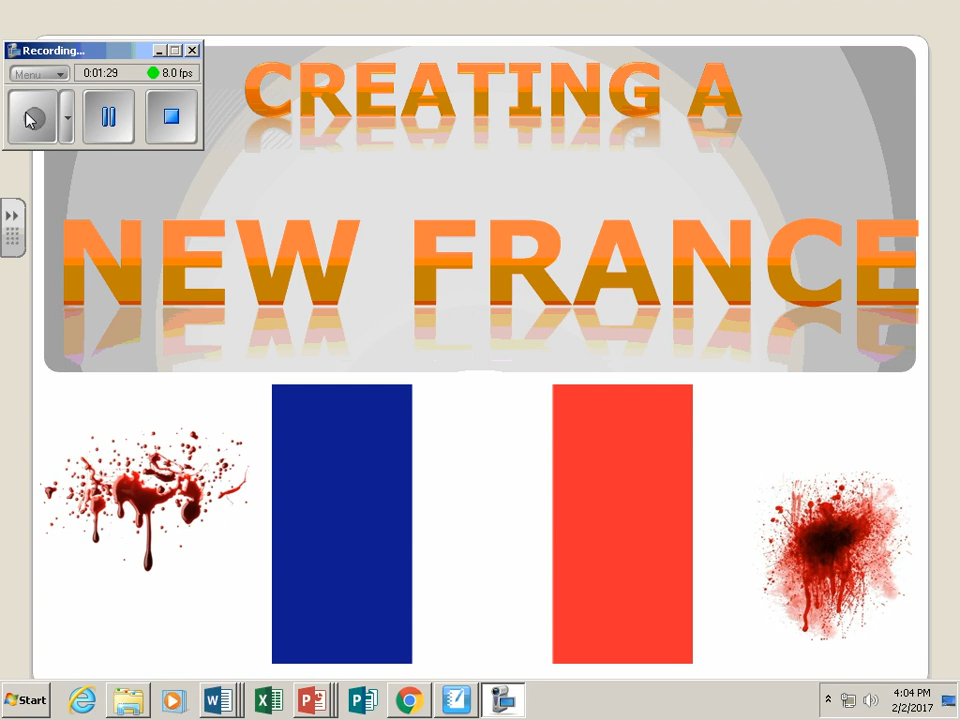 Recording...
Menu
0:01:29
8.0 fps
CREATING A
NEW FRANCE
Start
4:04 PM
2/2/2017